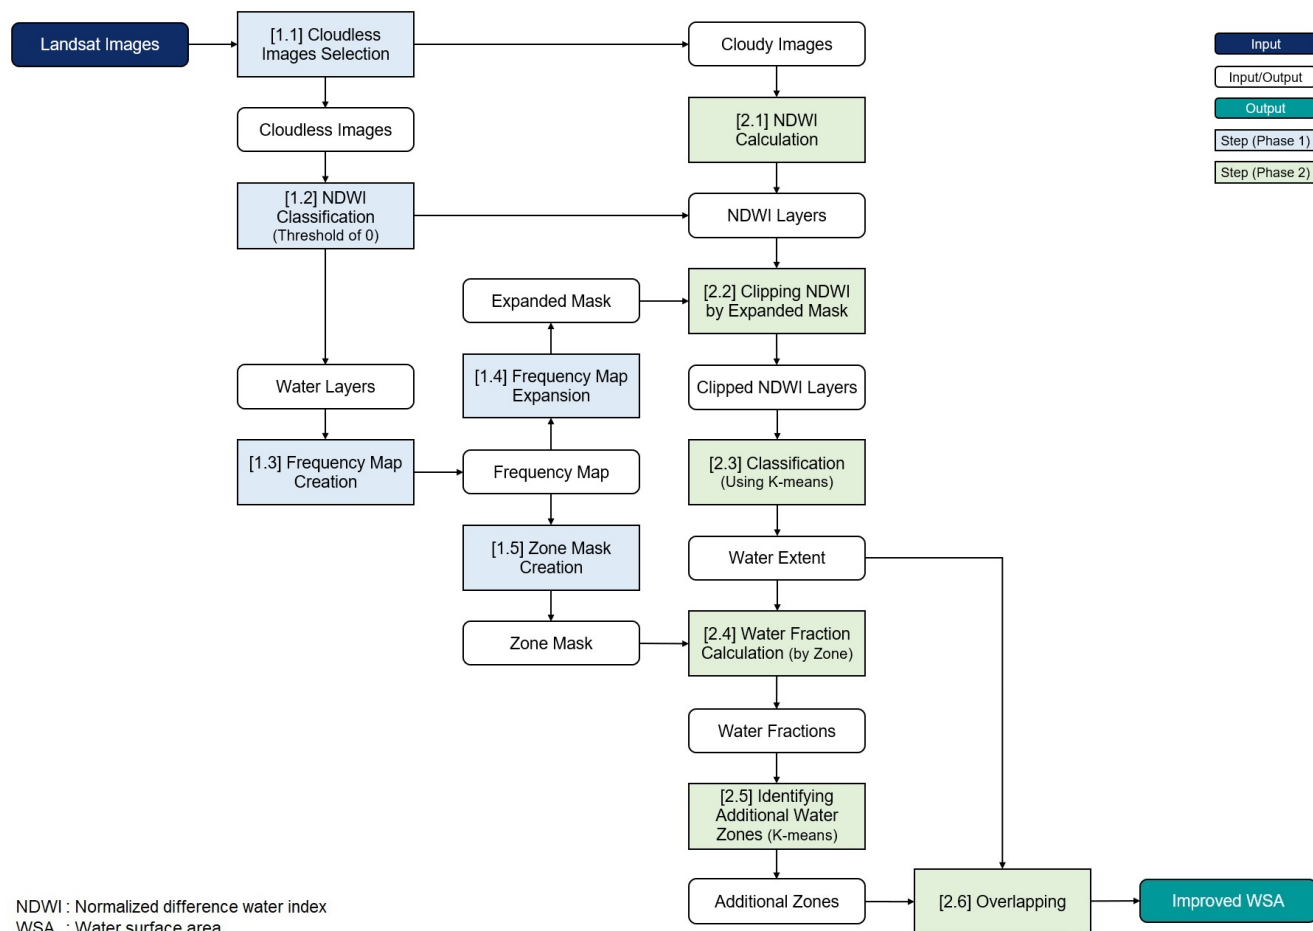 Landsat Images
[1.1] Cloudless
Images Selection
Cloudy Images
Input
Input/Output
Output
Step (Phase 1)
Step (Phase 2)
Cloudless Images
[2.1] NDWI
Calculation
[1.2] NDWI
Classification
(Threshold of 0)
NDWI Layers
Expanded Mask
[2.2] Clipping NDWI
by Expanded Mask
Water Layers
[1.4] Frequency Map
Expansion
Clipped NDWI Layers
[1.3] Frequency Map
Creation
Frequency Map
[2.3] Classification
(Using K-means)
[1.5] Zone Mask
Creation
Water Extent
Zone Mask
[2.4] Water Fraction
Calculation (by Zone)
Water Fractions
[2.5] Identifying
Additional Water
Zones (K-means)
Additional Zones
[2.6] Overlapping
Improved WSA
NDWI : Normalized difference water index
WSA : Water surface area